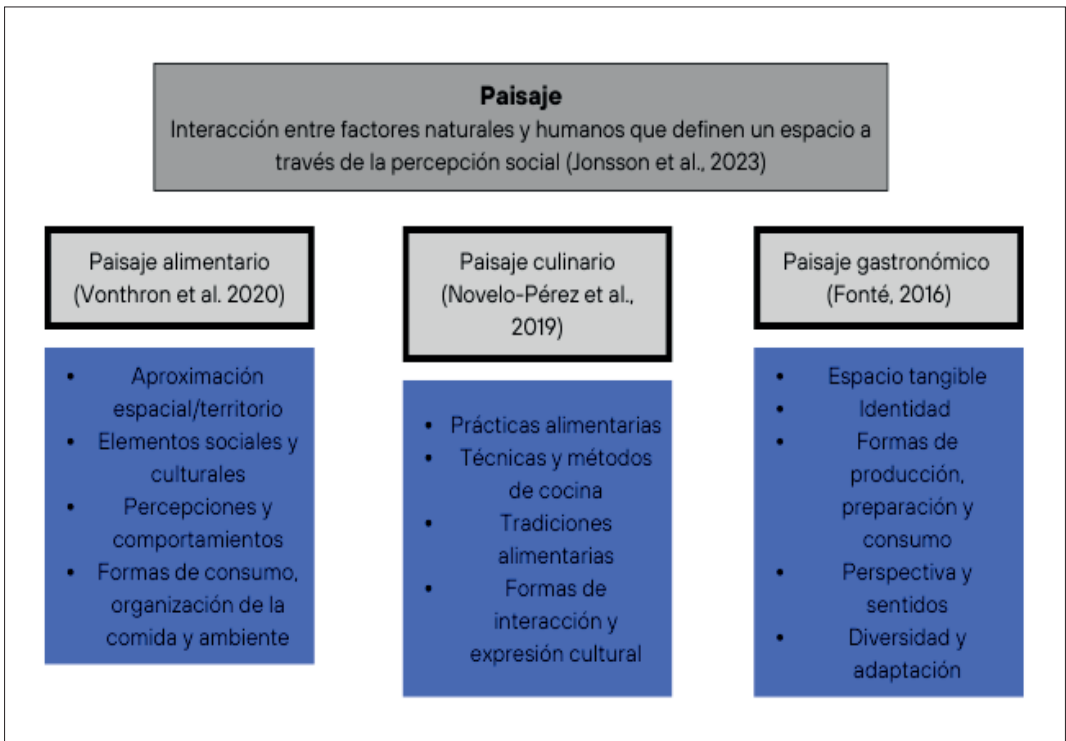 Paisaje
Interacción entre factores naturales y humanos que definen un espacio a
través de la percepción social (Jonsson et al., 2023)
Paisaje alimentario
(Vonthron et al. 2020)
• Aproximación
espacial/territorio
• Elementos sociales y
culturales
• Percepciones y
comportamientos
• Formas de consumo,
organización de la
comida y ambiente
Paisaje culinario
(Novelo-Pérez et al.,
2019)
• Prácticas alimentarias
• Técnicas y métodos
de cocina
• Tradiciones
alimentarias
• Formas de
interacción y
expresión cultural
Paisaje gastronómico
(Fonté, 2016)
• Espacio tangible
• Identidad
• Formas de
producción,
preparación y
consumo
• Perspectiva y
sentidos
• Diversidad y
adaptación